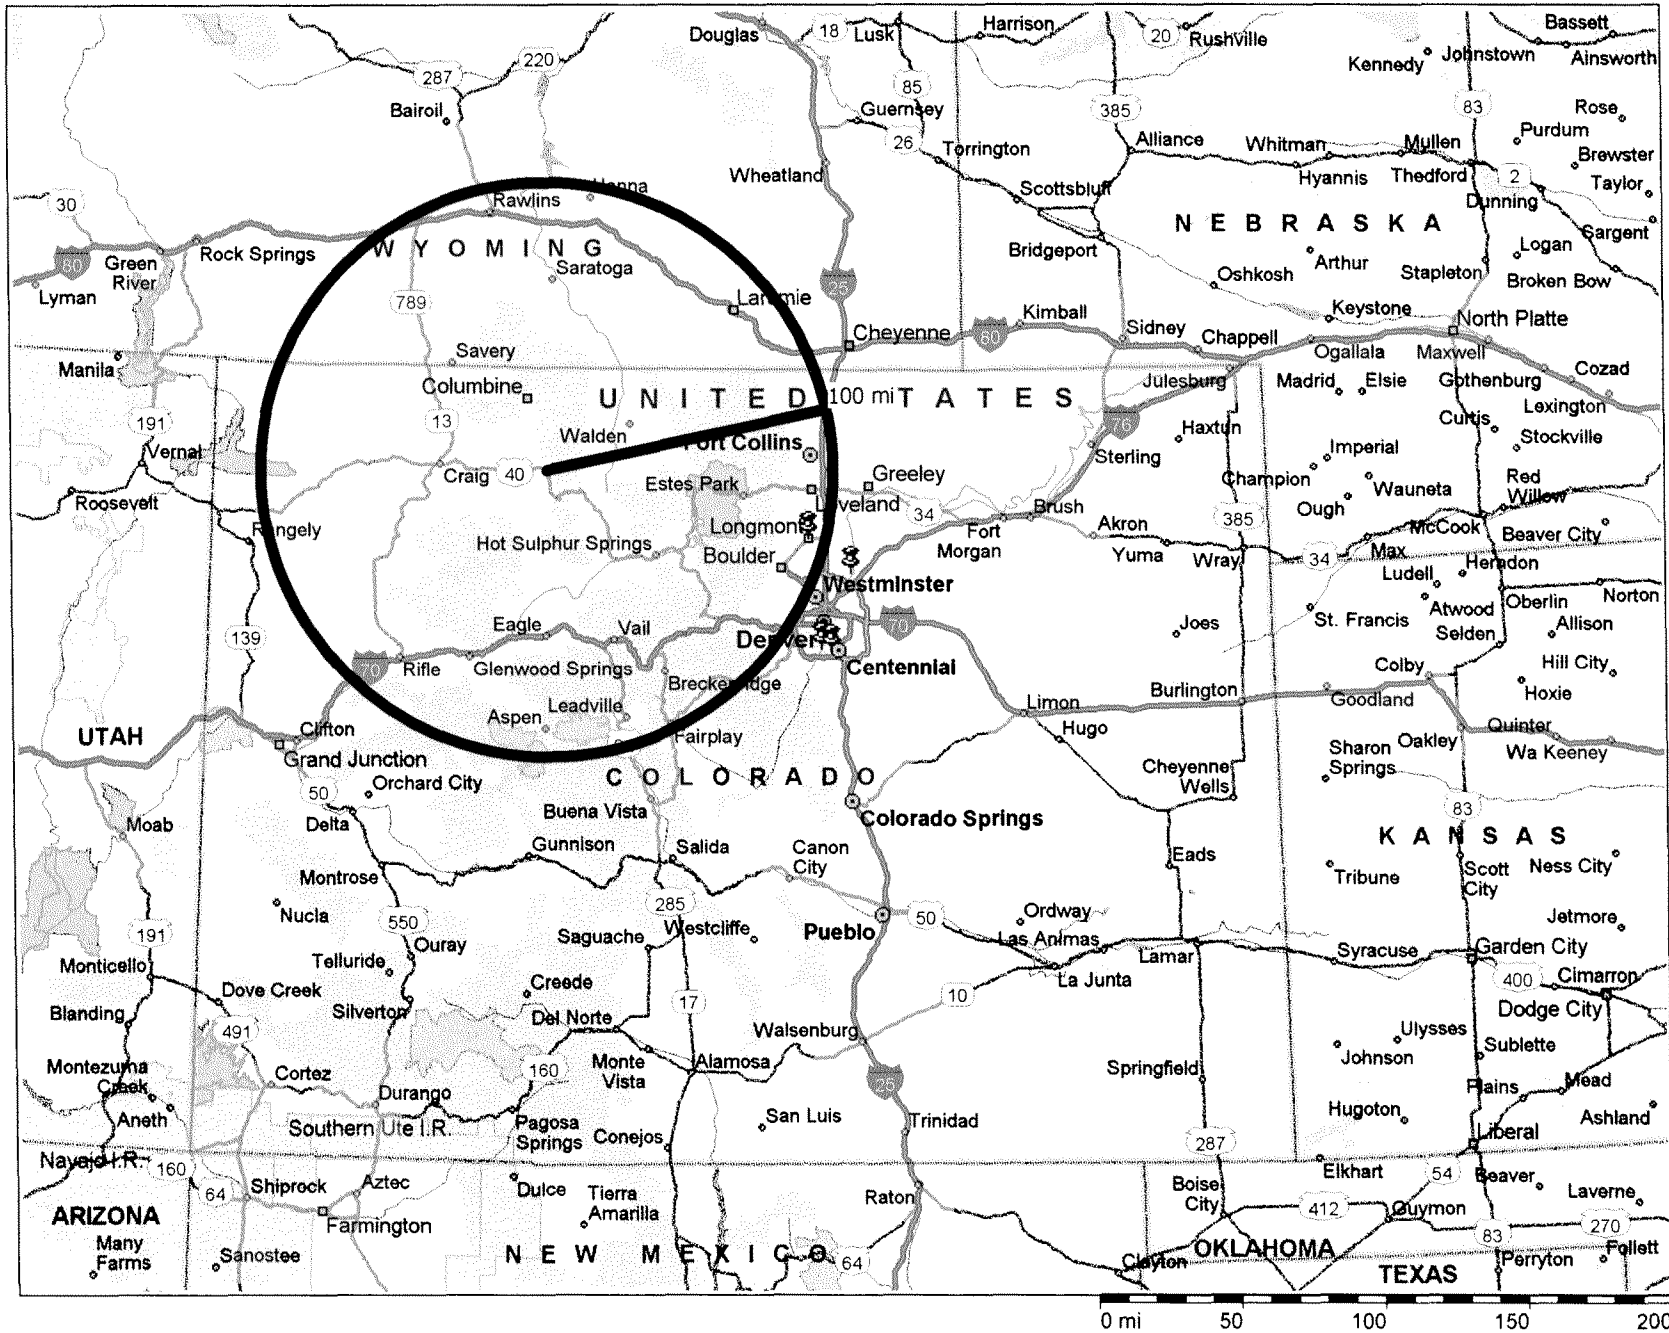 Douglas
18
Lusk
Harrison
20
Rushville
Bassett
Kennedy
Johnstown
Ainsworth
287
220
85
385
83
Bairoil
Guernsey
Rose
26
Torrington
Alliance
Whitman
Mullen
Purdum
Brewster
Wheatland
Hyannis
Thedford
2
Taylor
30
Hanna
Rawlins
Scottsbluff
Dunning
NEBRASKA
Sargent
WYOMING
80
Green
River
Rock Springs
Saratoga
Bridgeport
Arthur
Logan
Stapleton
Broken Bow
Lyman
789
Laramie
25
Oshkosh
Keystone
Cheyenne
80
Kimball
Sidney
Chappell
North Platte
Manila
Savery
Ogallala
Maxwell
Cozad
Columbine
Julesburg
Madrid
Elsie
Gothenburg
Lexington
UNITED STATES
100 mi
191
13
Walden
76
Haxtun
Curtis
Stockville
Vernal
Fort Collins
Sterling
Imperial
Craig
40
Estes Park
Greeley
Champion
Wauneta
Red
Willow
Roosevelt
Loveland
34
Brush
Ough
Rangely
Longmont
Fort
Morgan
Akron
385
McCook
Beaver City
Hot Sulphur Springs
Boulder
Yuma
Wray
34
Max
Herndon
Ludell
Westminster
Norton
Oberlin
139
Eagle
Vail
70
Joes
St. Francis
Atwood
Selden
Allison
Denver
70
Rifle
Glenwood Springs
Centennial
Colby
Hill City
Breckenridge
Burlington
Goodland
Hoxie
Aspen
Leadville
Limon
UTAH
Clifton
Fairplay
Hugo
Quinter
Grand Junction
Sharon
Springs
Oakley
Wa Keeney
COLORADO
Cheyenne
Wells
50
Orchard City
Buena Vista
83
Moab
Delta
Colorado Springs
KANSAS
Gunnison
Salida
Canon
City
Eads
Montrose
Tribune
Scott
City
Ness City
Nucla
550
285
Westcliffe
Pueblo
50
Ordway
Jetmore
191
Ouray
Saguache
Las Animas
Lamar
Syracuse
Garden City
Monticello
Telluride
La Junta
400
Cimarron
Dove Creek
Creede
17
10
Dodge City
Blanding
491
Silverton
Del Norte
Walsenburg
Ulysses
Montezuma
Creek
Cortez
160
Monte
Vista
Alamosa
Springfield
Johnson
Sublette
25
Durango
Plains
Mead
Aneth
Southern Ute I.R.
Pagosa
Springs
Conejos
San Luis
Trinidad
Hugoton
Ashland
Navajo I.R.
160
287
Liberal
64
Shiprock
Aztec
Dulce
Tierra
Amarilla
Raton
Boise
City
Elkhart
54
Beaver
Laverne
ARIZONA
Farmington
412
Guymon
Many
Farms
Sanostee
NEW MEXICO
64
Clayton
OKLAHOMA
83
270
Follett
TEXAS
Perryton
0 mi
50
100
150
200